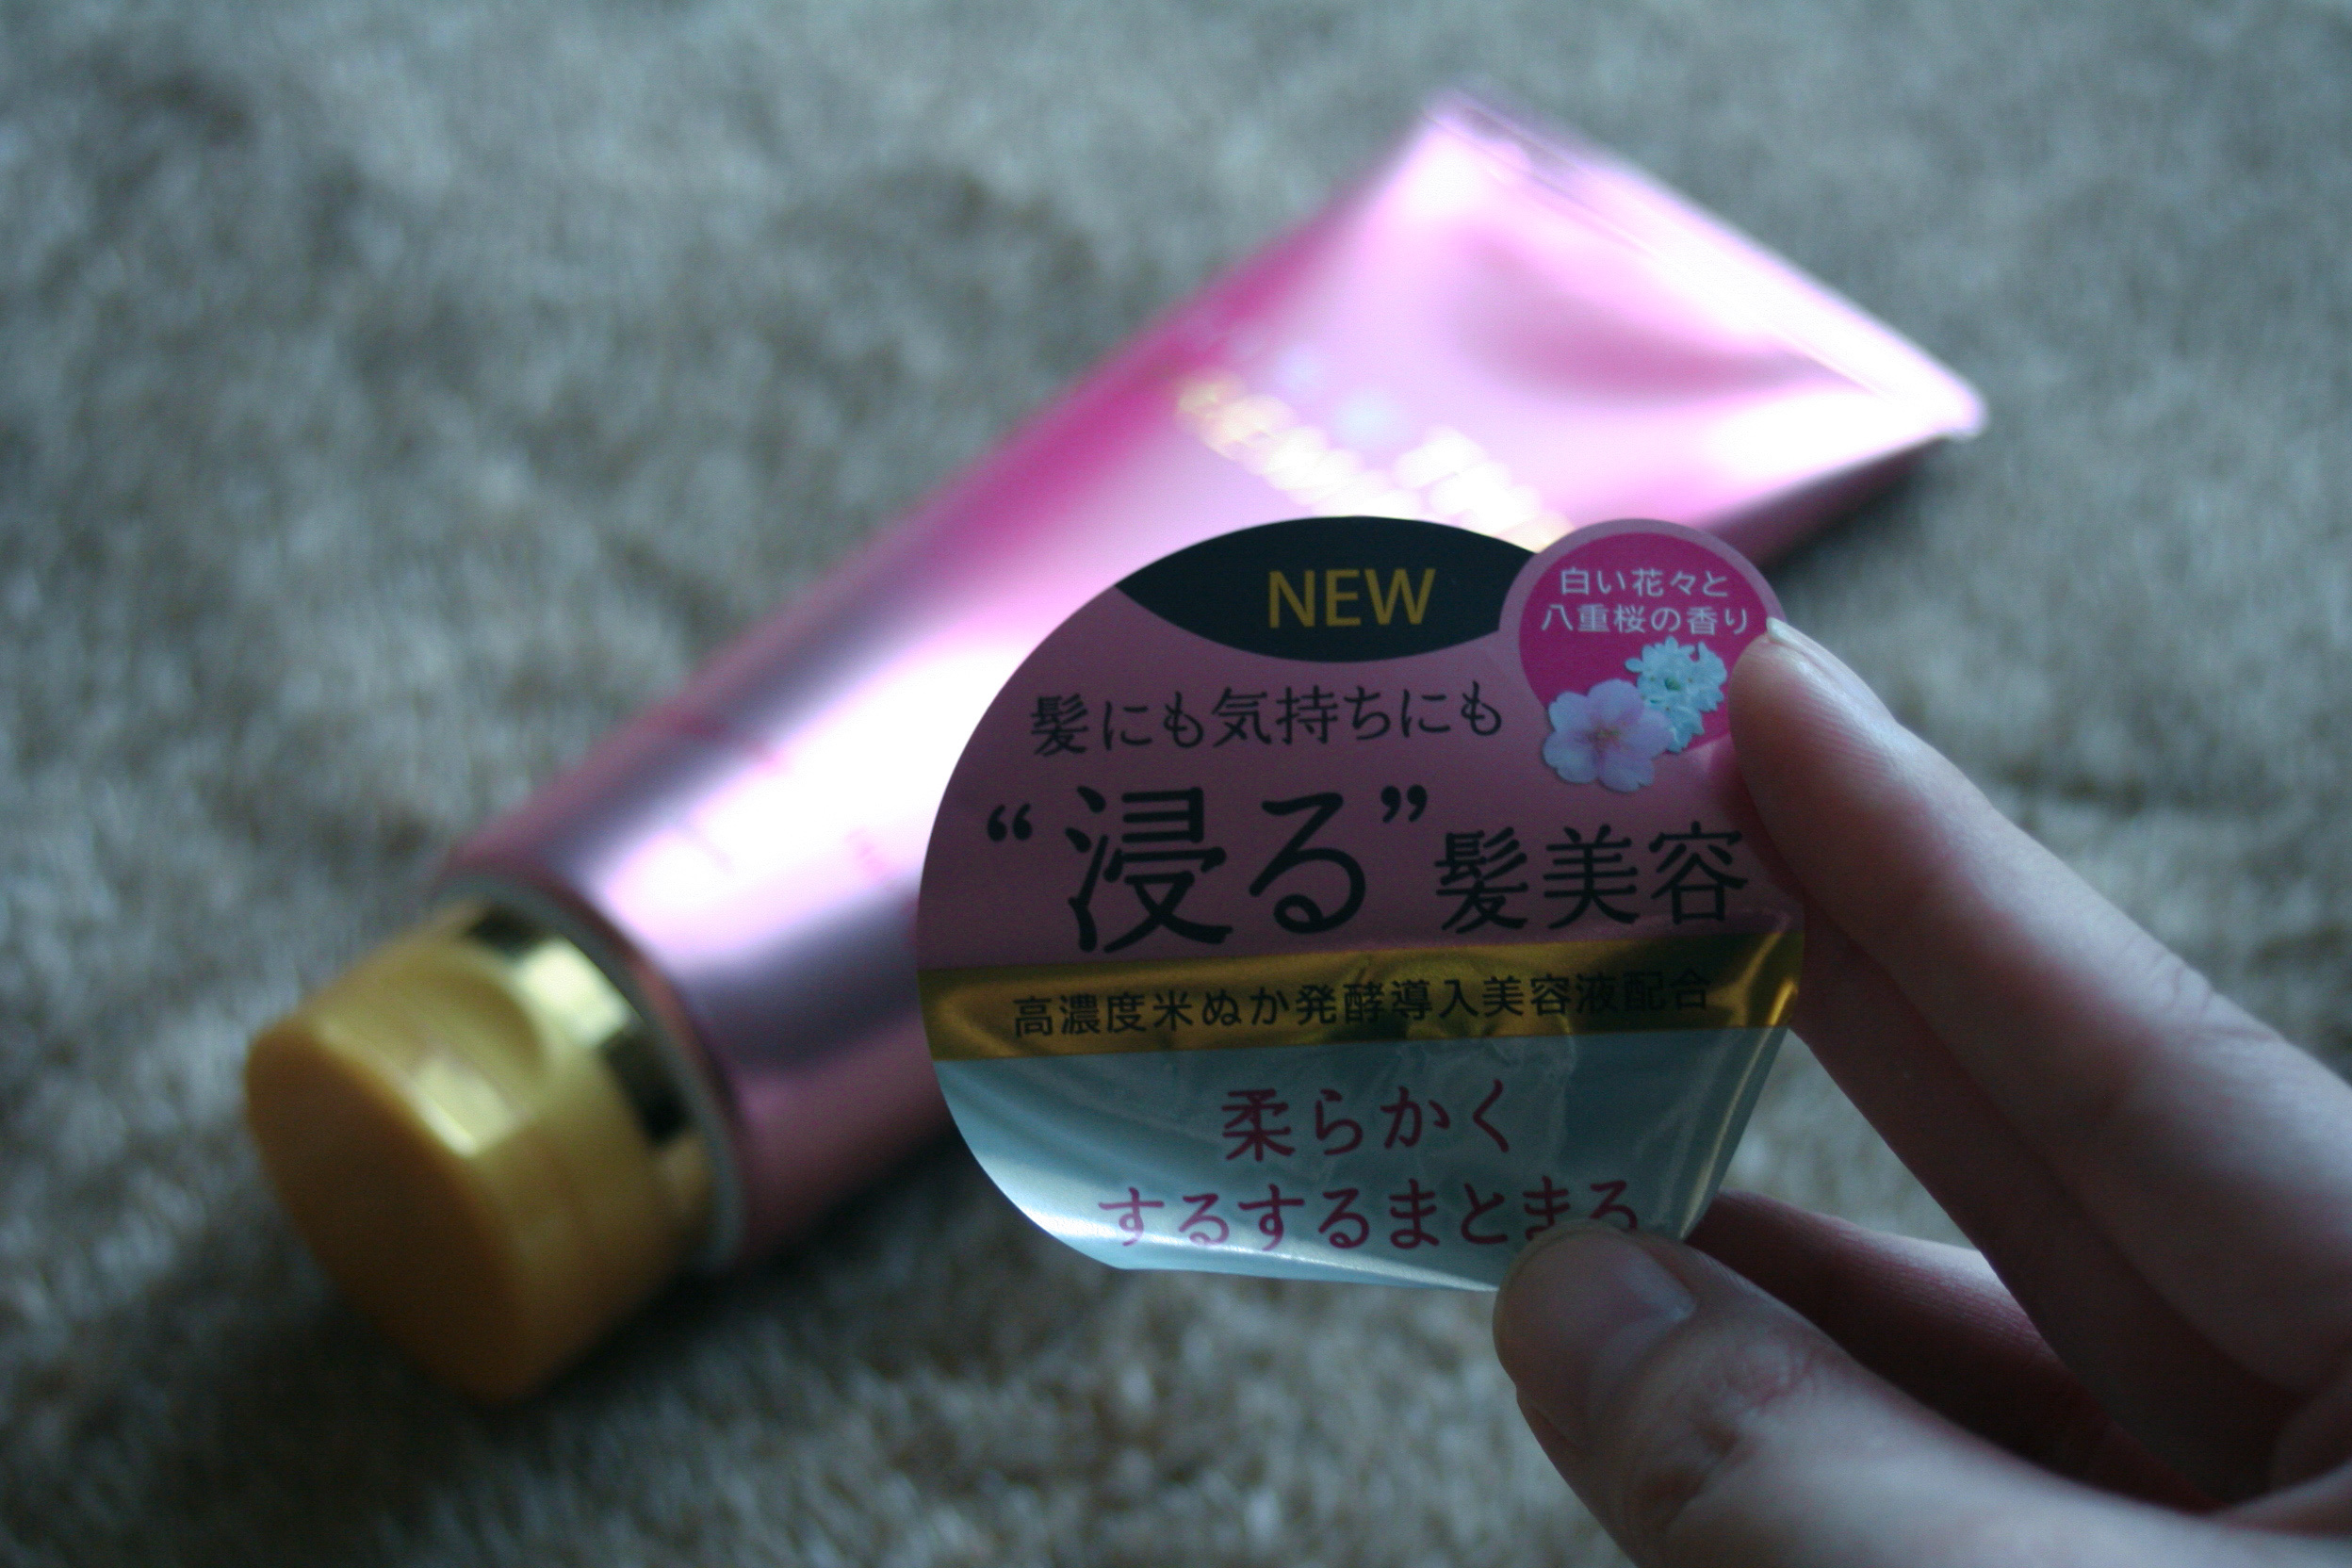 NEW
白い花々と
八重桜の香り
髪にも気持ちにも
“浸る”髪美容
高濃度米ぬか発酵導入美容液配合
柔らかく
するするまとまる